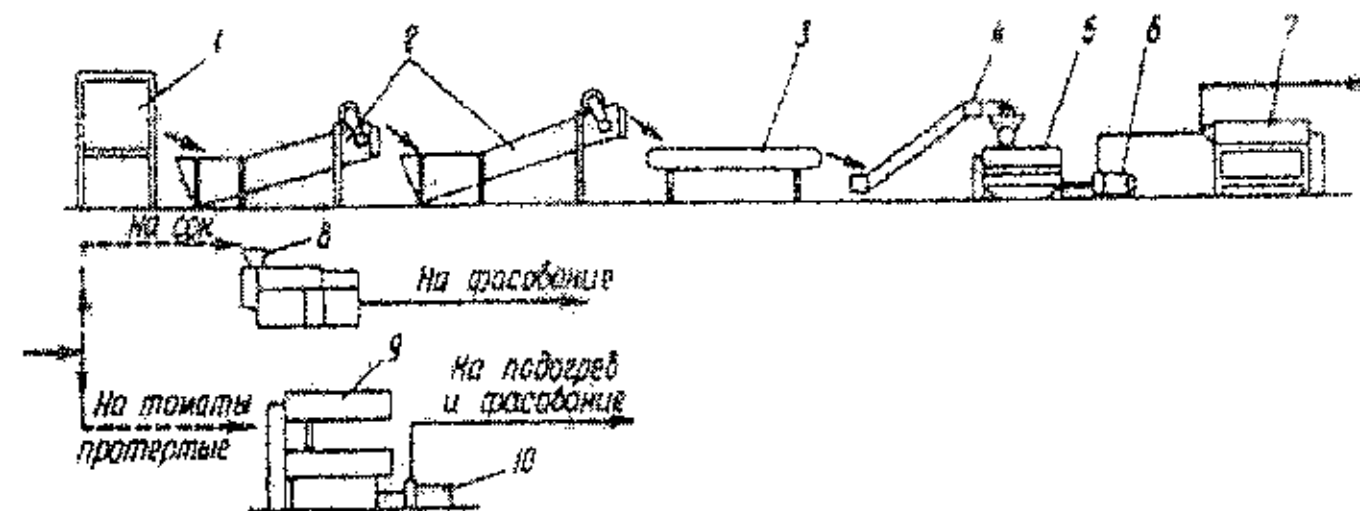 1 2 3 4 5 6 7
На сок
8
На фасование
9
На подогрев
и фасование
На томаты
протертые
10